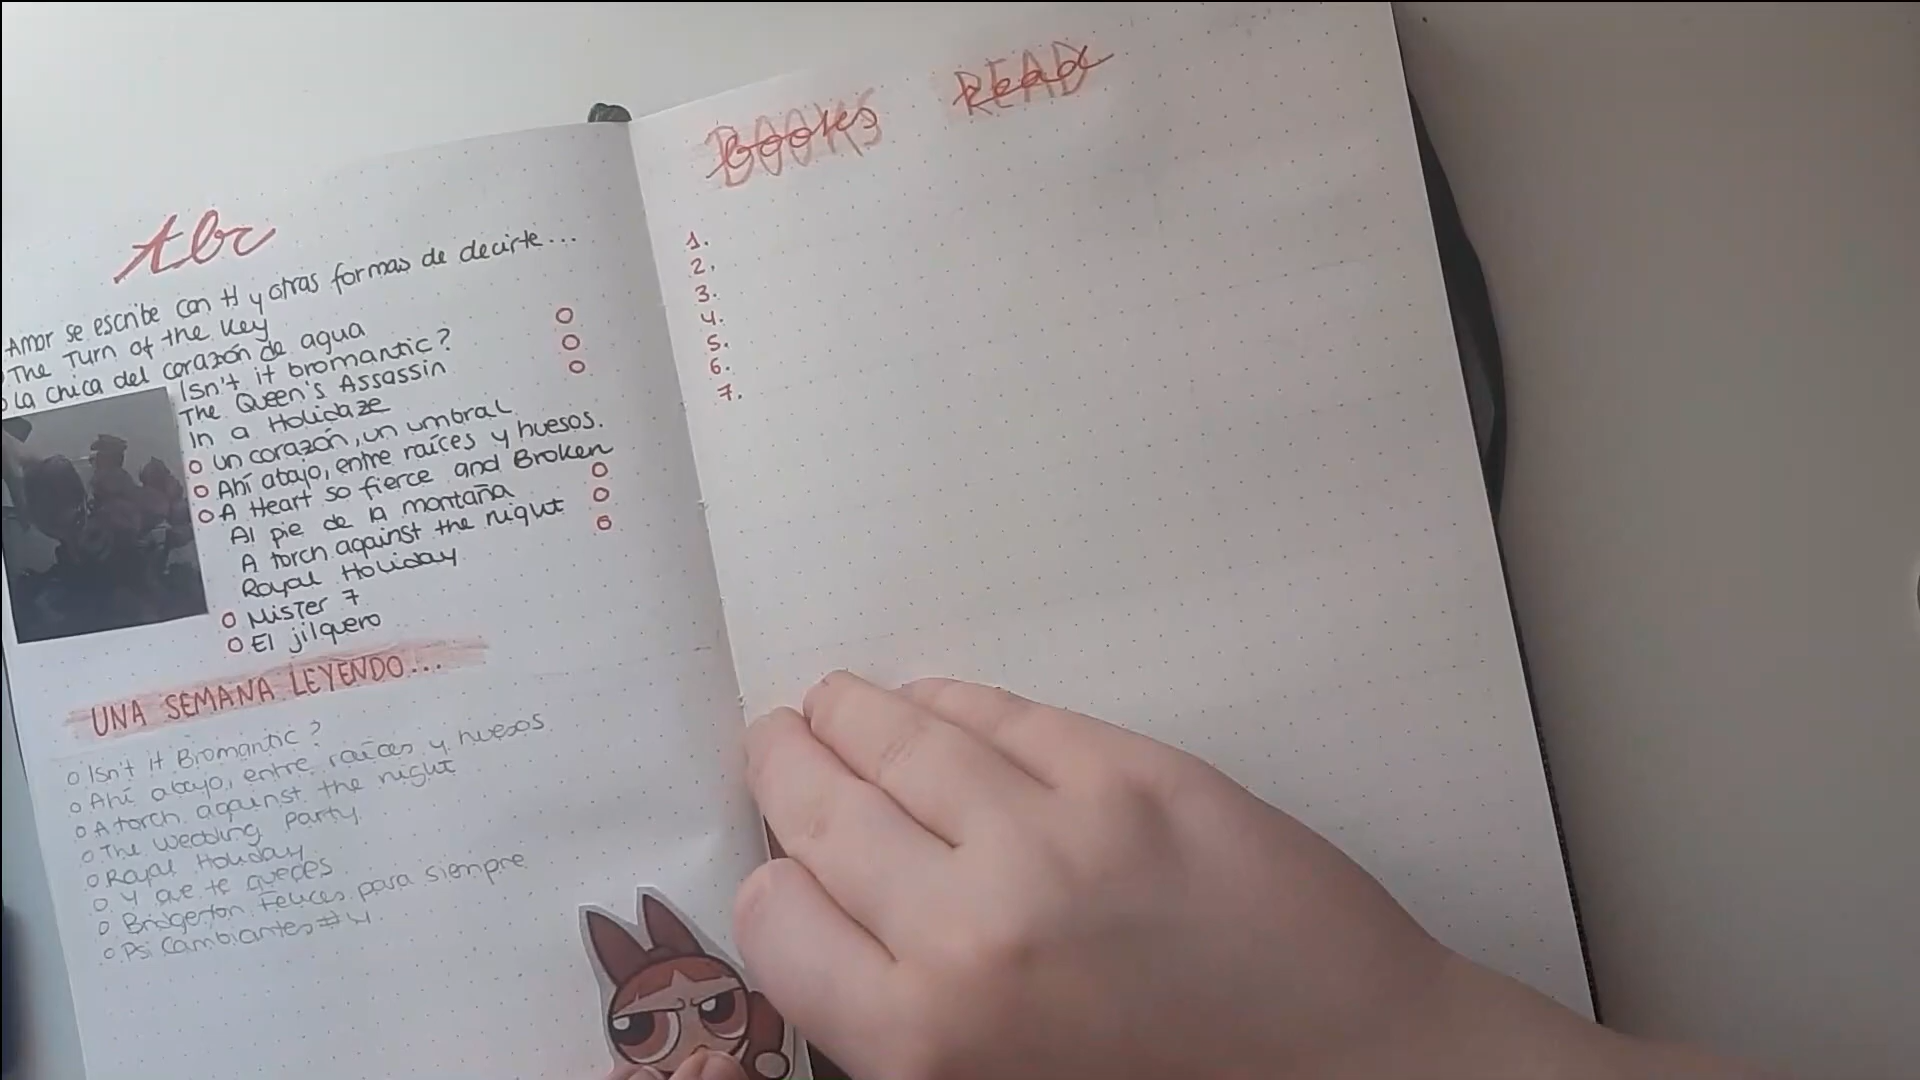 tbr
Amor se escribe con H y otras formas de decirte...
The Turn of the Key
La chica del corazón de agua
Isn't it bromantic?
The Queen's Assassin
In a Holidaze
Un corazón, un umbral
Ahí abajo, entre raíces y huesos.
A Heart so fierce and Broken
Al pie de la montaña
A torch against the night
Royal Holiday
Mister 7
El jilguero
UNA SEMANA LEYENDO...
Isn't it Bromantic?
Ahí abajo, entre raíces y huesos
A torch against the night
The Wedding party
Royal Holiday
Y que te quedes
Bridgerton Felices para siempre
Psi Cambiantes #4
BOOKS READ
Books Read
1.
2.
3.
4.
5.
6.
7.